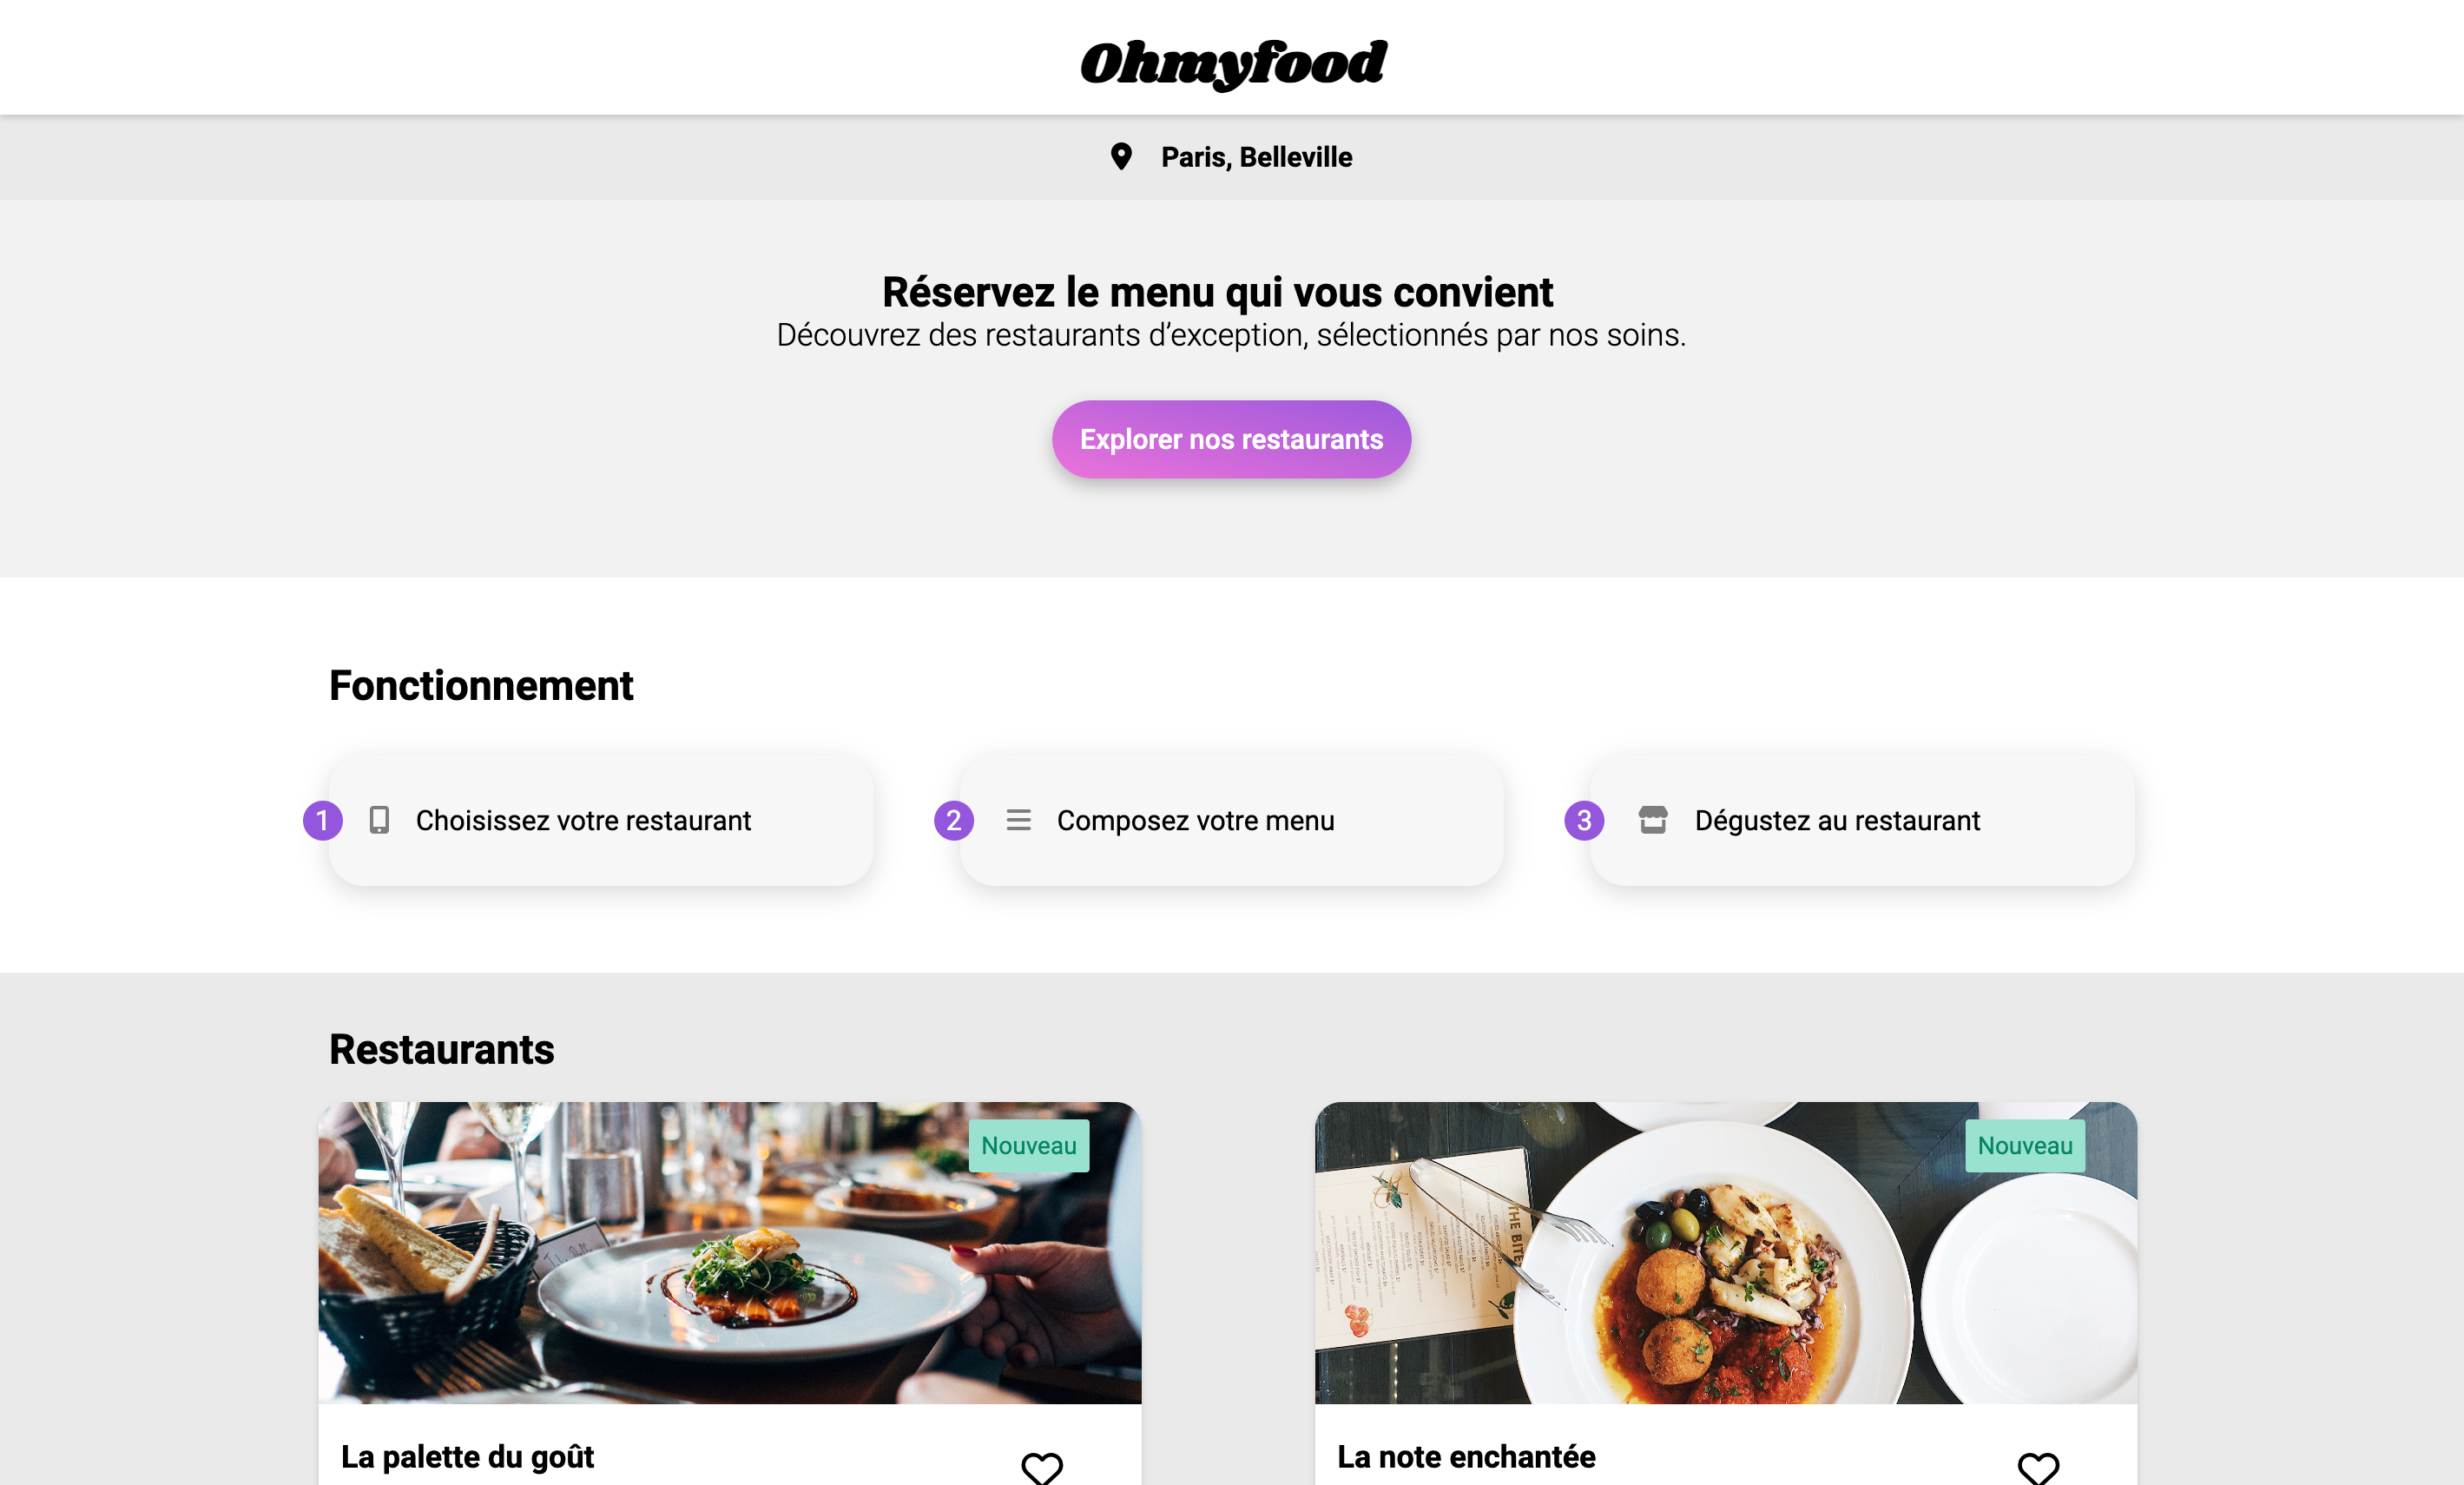 Ohmyfood
Paris, Belleville
Réservez le menu qui vous convient
Découvrez des restaurants d’exception, sélectionnés par nos soins.
Explorer nos restaurants
Fonctionnement
1 Choisissez votre restaurant
2 Composez votre menu
3 Dégustez au restaurant
Restaurants
Nouveau
THE BITE
Nouveau
La palette du goût
La note enchantée